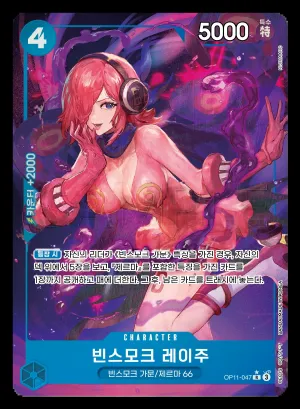 4
5000
특수
特
카운터 +2000
등장 시 자신의 리더가 《빈스모크 가문》 특징을 가진 경우, 자신의
덱 위에서 5장을 보고, 「제르마」를 포함한 특징을 가진 카드를
1장까지 공개하고 패에 더한다. 그 후, 남은 카드를 트래시에 놓는다.
CHARACTER
빈스모크 레이주
빈스모크 가문/제르마 66
OP11-047 R 3